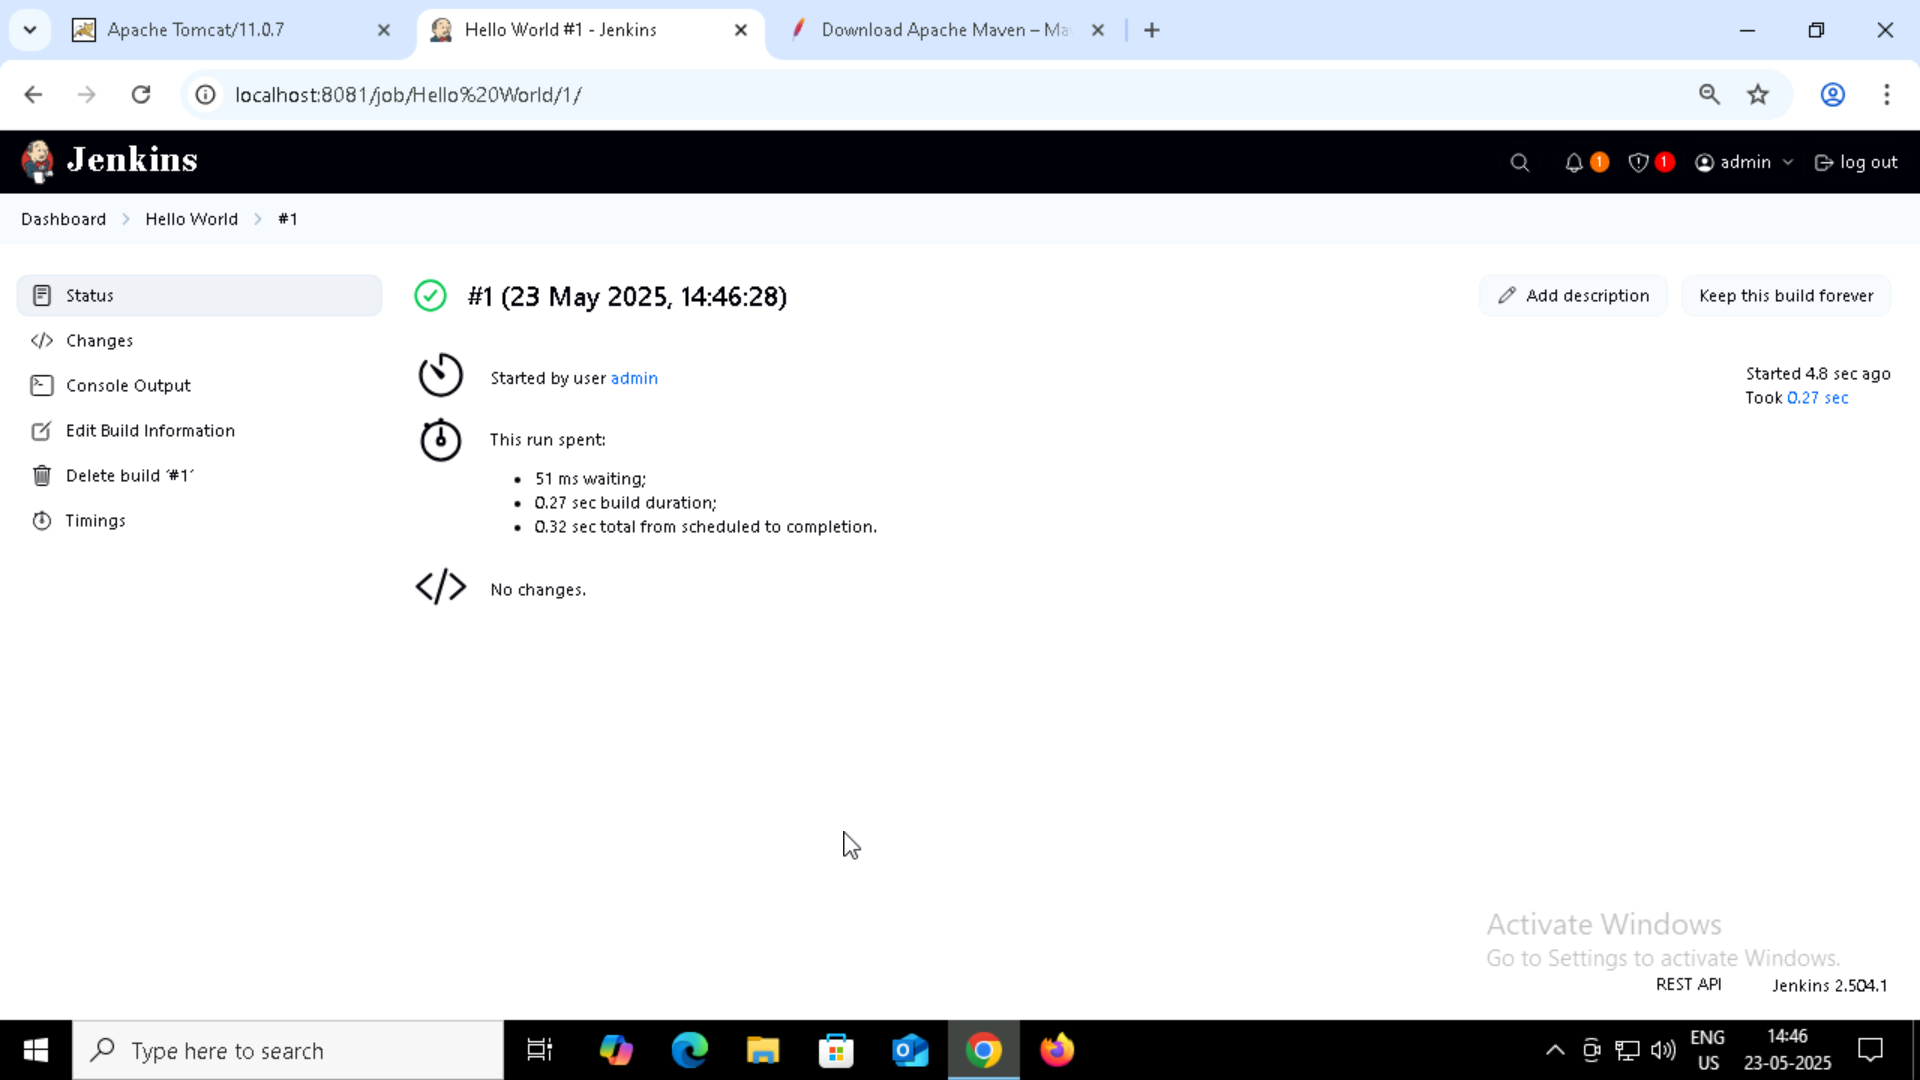 Apache Tomcat/11.0.7
Hello World #1 - Jenkins
Download Apache Maven – Ma
localhost:8081/job/Hello%20World/1/
Jenkins
1
1
admin
log out
Dashboard
Hello World
#1
Status
Changes
Console Output
Edit Build Information
Delete build '#1'
Timings
#1 (23 May 2025, 14:46:28)
Add description
Keep this build forever
Started by user admin
Started 4.8 sec ago
Took 0.27 sec
This run spent:
51 ms waiting;
0.27 sec build duration;
0.32 sec total from scheduled to completion.
No changes.
Activate Windows
Go to Settings to activate Windows.
REST API
Jenkins 2.504.1
Type here to search
ENG
US
14:46
23-05-2025